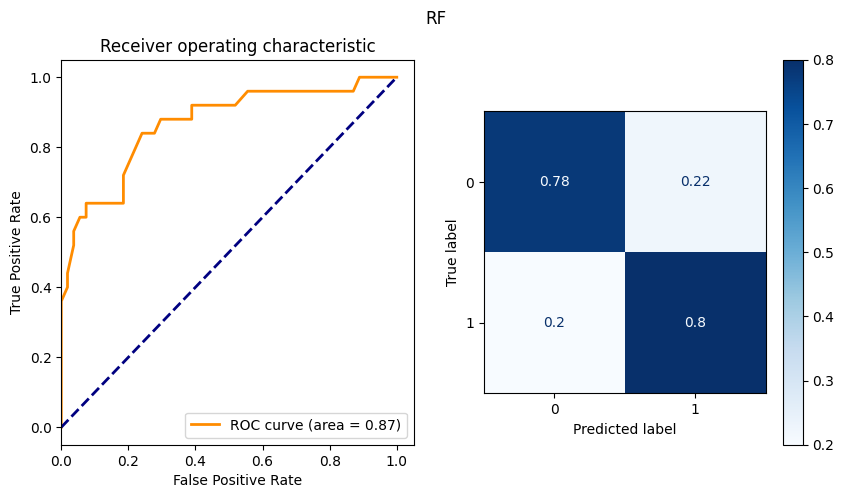 RF
Receiver operating characteristic
True Positive Rate
1.0
0.8
0.6
0.4
0.2
0.0
ROC curve (area = 0.87)
0.0 0.2 0.4 0.6 0.8 1.0
False Positive Rate
True label
0
1
0.78 0.22
0.2 0.8
0 1
Predicted label
0.8
0.7
0.6
0.5
0.4
0.3
0.2